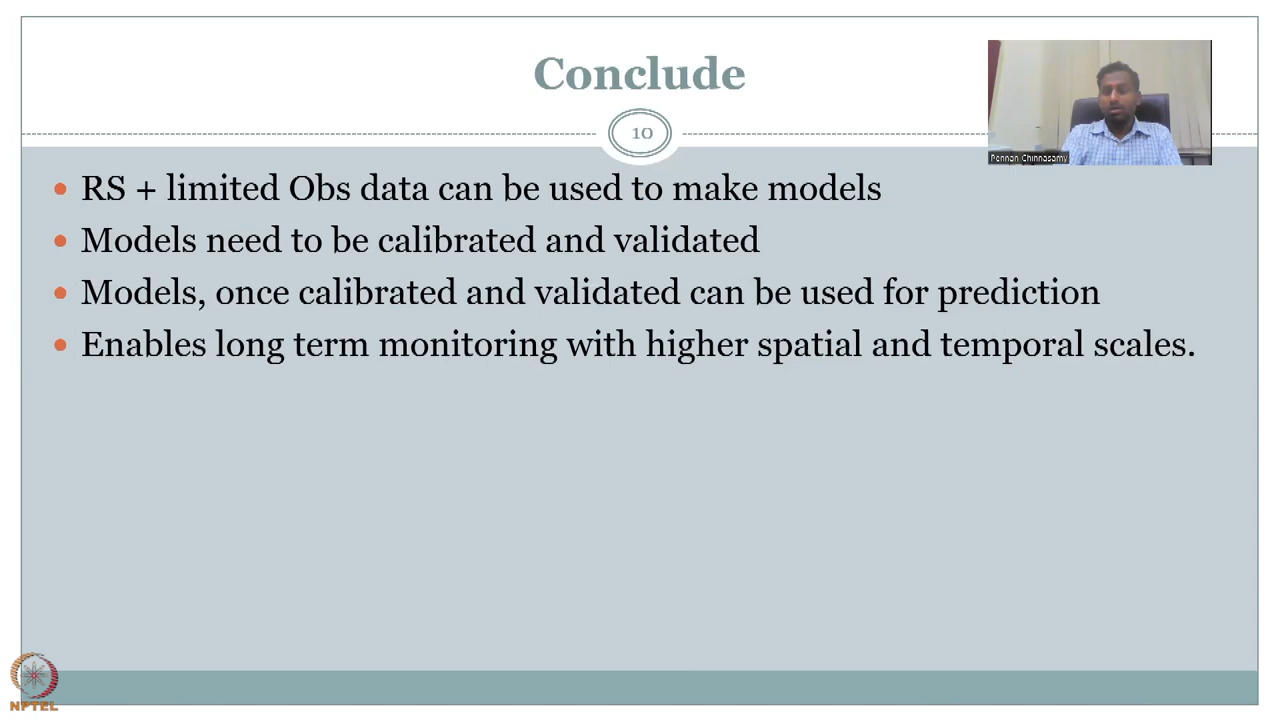 Conclude
10
Pennan Chinnasamy
• RS + limited Obs data can be used to make models
• Models need to be calibrated and validated
• Models, once calibrated and validated can be used for prediction
• Enables long term monitoring with higher spatial and temporal scales.
NPTEL